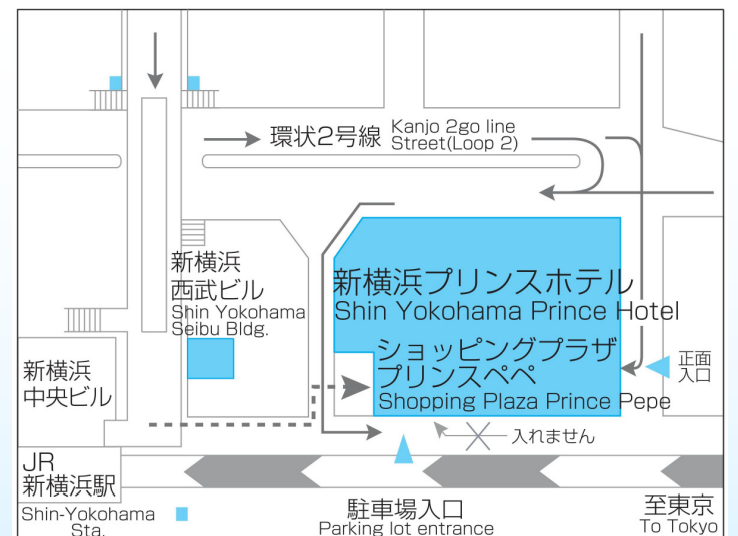 環状2号線
Kanjo 2go line
Street(Loop 2)
新横浜
西武ビル
Shin Yokohama
Seibu Bldg.
新横浜プリンスホテル
Shin Yokohama Prince Hotel
ショッピングプラザ
プリンスペペ
Shopping Plaza Prince Pepe
正面
入口
新横浜
中央ビル
入れません
JR
新横浜駅
Shin-Yokohama
Sta.
駐車場入口
Parking lot entrance
至東京
To Tokyo